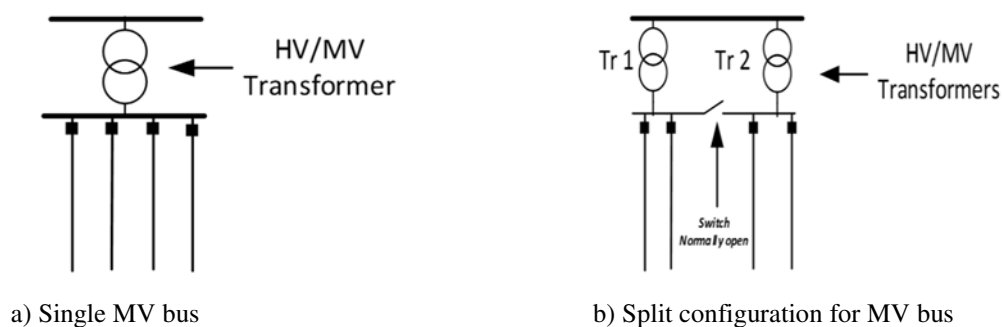 HV/MV
Transformer
Tr 1
Tr 2
HV/MV
Transformers
Switch
Normally open
a) Single MV bus
b) Split configuration for MV bus